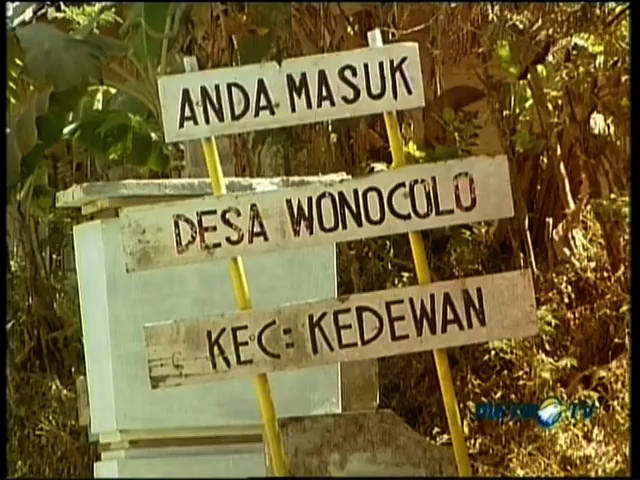 ANDA MASUK
DESA WONOCOLO
KEC: KEDEWAN
METRO TV